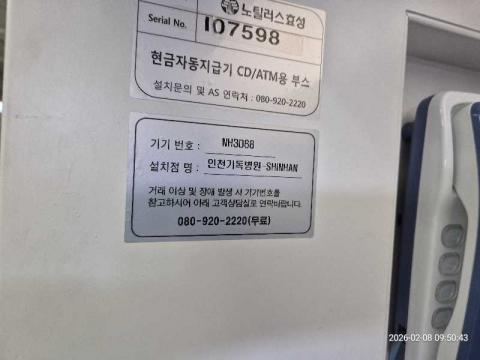 노틸러스효성
Serial No. 107598
현금자동지급기 CD/ATM용 부스
설치문의 및 AS 연락처 : 080-920-2220
기기 번호 : NH3068
설치점 명 : 인천기독병원-SHINHAN
거래 이상 및 장애 발생 시 기기번호를
참고하시어 아래 고객상담실로 연락바랍니다.
080-920-2220(무료)
2026-02-08 09:50:43